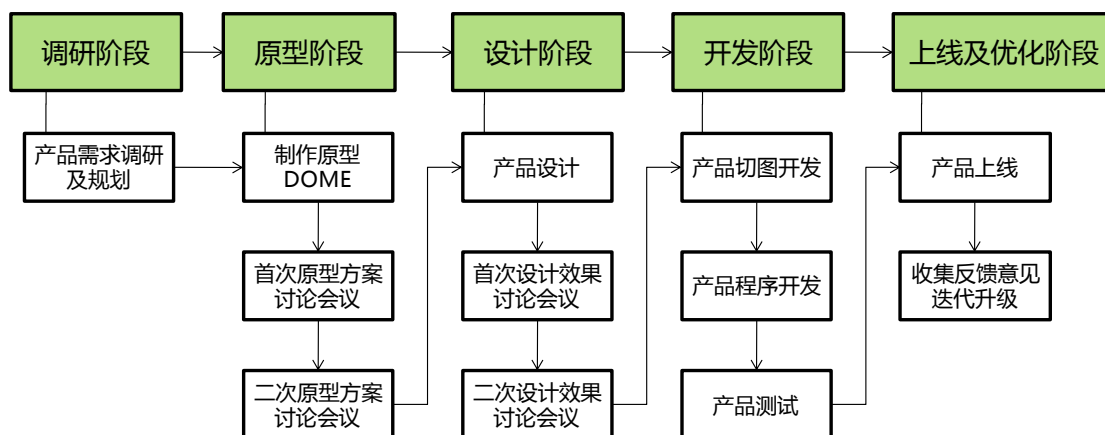 调研阶段
原型阶段
设计阶段
开发阶段
上线及优化阶段
产品需求调研
及规划
制作原型
DOME
产品设计
产品切图开发
产品上线
首次原型方案
讨论会议
首次设计效果
讨论会议
产品程序开发
收集反馈意见
迭代升级
二次原型方案
讨论会议
二次设计效果
讨论会议
产品测试